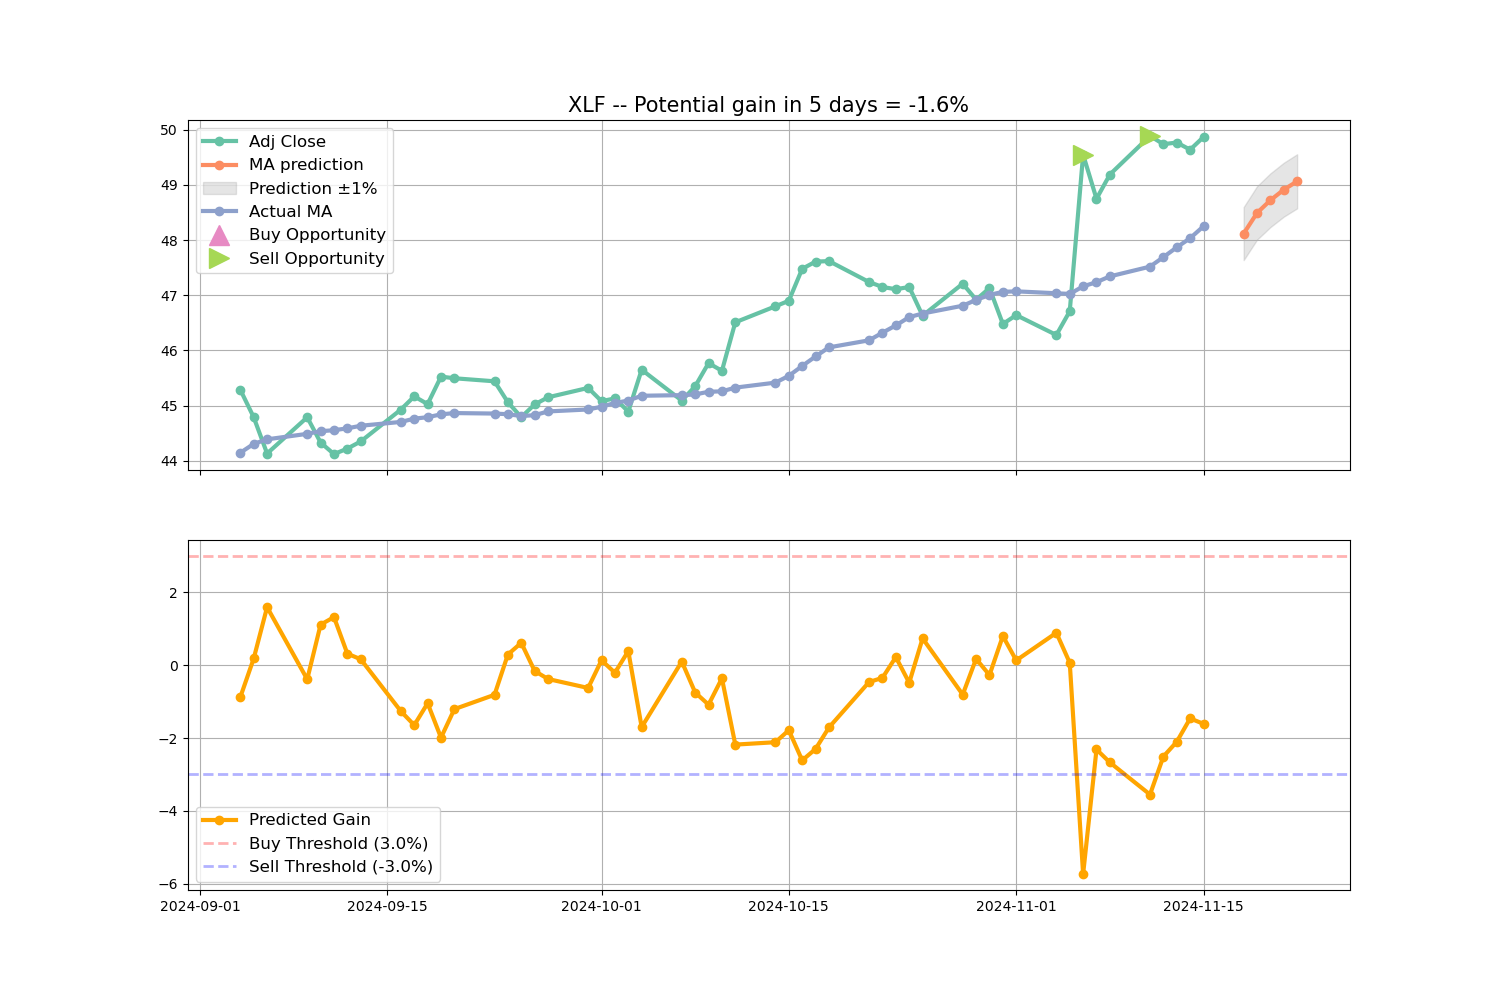 XLF -- Potential gain in 5 days = -1.6%
50
49
48
47
46
45
44
Adj Close
MA prediction
Prediction ±1%
Actual MA
Buy Opportunity
Sell Opportunity
2
0
−2
−4
−6
Predicted Gain
Buy Threshold (3.0%)
Sell Threshold (-3.0%)
2024-09-01
2024-09-15
2024-10-01
2024-10-15
2024-11-01
2024-11-15